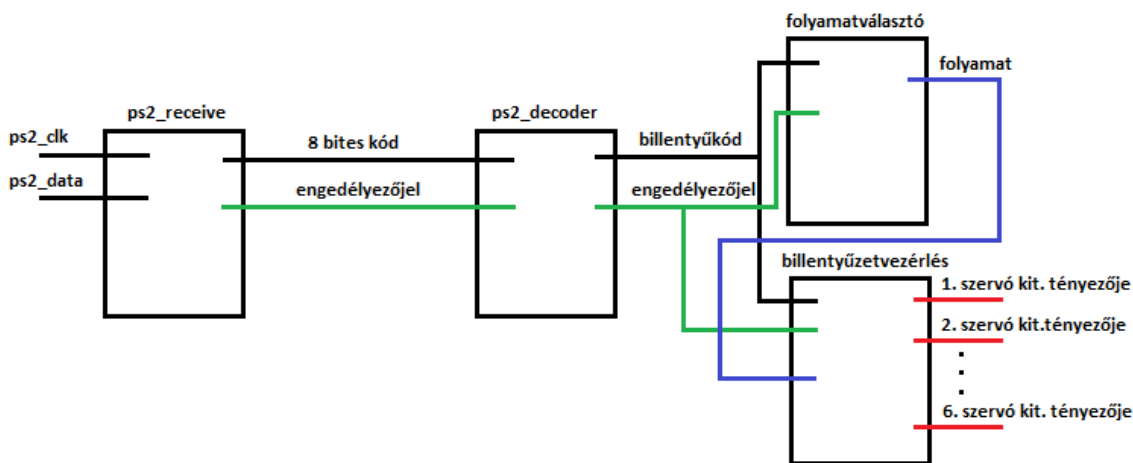 folyamatválasztó
folyamat
ps2_receive
ps2_decoder
ps2_clk
8 bites kód
billentyűkód
ps2_data
engedélyezőjel
engedélyezőjel
billentyűzetvezérlés
1. szervó kit. tényezője
2. szervó kit.tényezője
6. szervó kit. tényezője